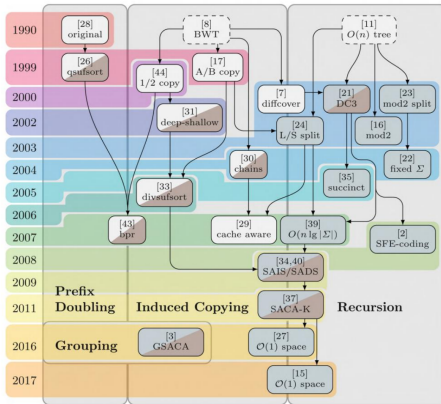 1990
[28]
original
[8]
BWT
[11]
O(n) tree
1999
[26]
qsufsort
[44]
1/2 copy
[17]
A/B copy
2000
[7]
diffcover
[21]
DC3
[23]
mod2 split
2002
[31]
deep-shallow
[24]
L/S split
[16]
mod2
2003
[30]
chains
[22]
fixed Σ
2004
[35]
succinct
2005
[33]
divsufsort
2006
[43]
bpr
[29]
cache aware
[39]
O(n lg |Σ|)
[2]
SFE-coding
2007
2008
[34,40]
SAIS/SADS
2009
Prefix
Doubling
Induced Copying
Recursion
2011
[37]
SACA-K
2016
Grouping
[3]
GSACA
[27]
O(1) space
2017
[15]
O(1) space